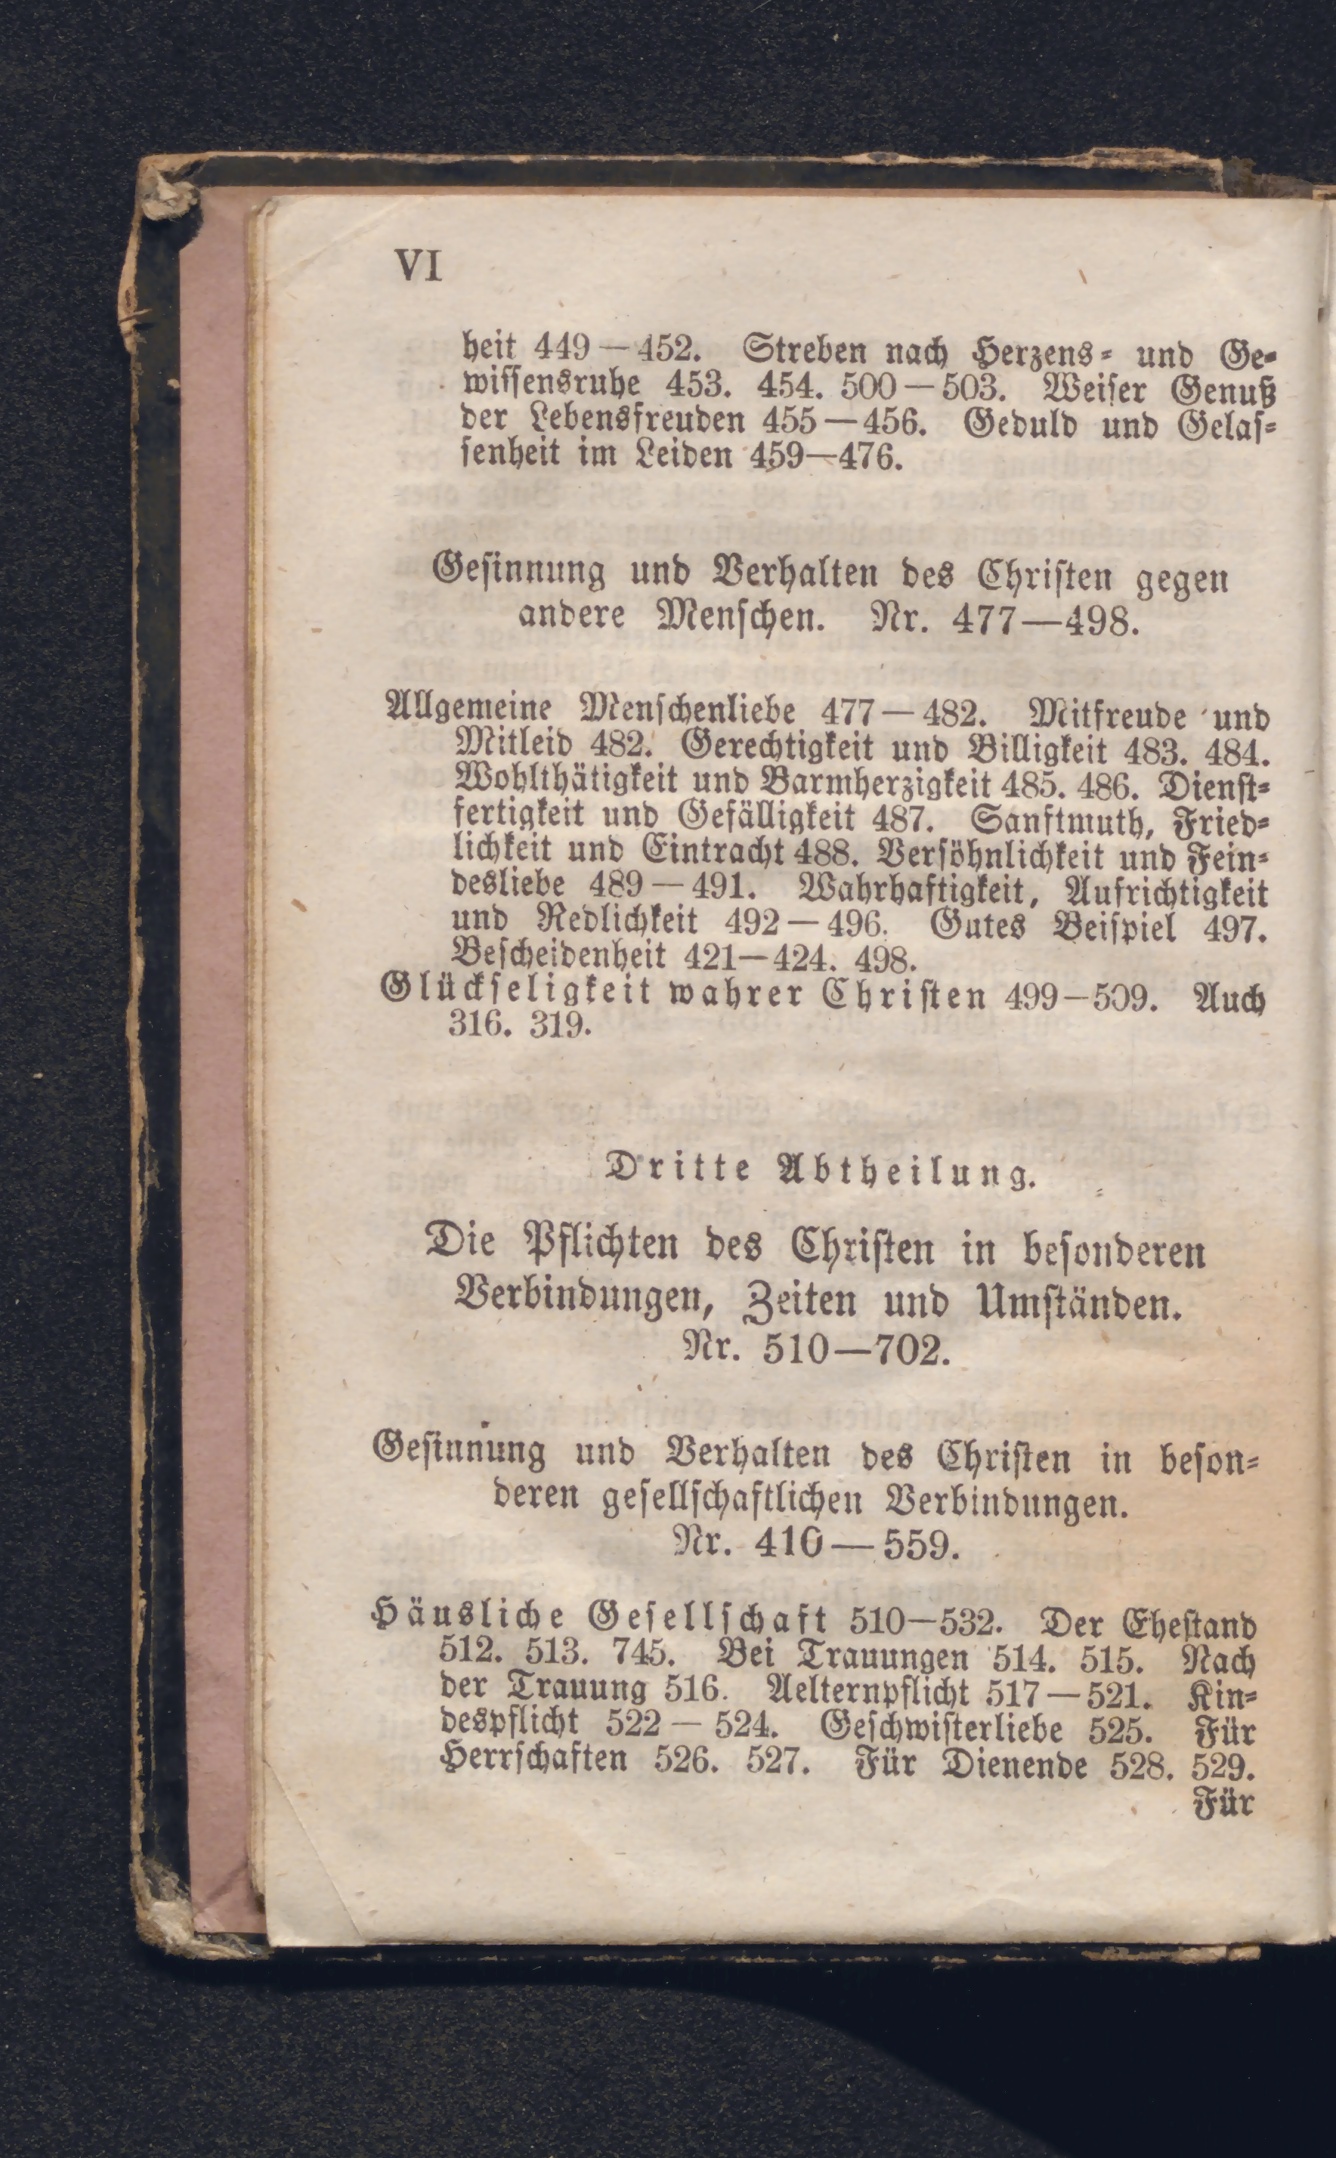 VI
heit 449—452. Streben nach Herzens- und Ge-
wissensruhe 453. 454. 500—503. Weiser Genuß
der Lebensfreuden 455—456. Geduld und Gelas-
senheit im Leiden 459—476.
Gesinnung und Verhalten des Christen gegen
andere Menschen. Nr. 477—498.
Allgemeine Menschenliebe 477—482. Mitfreude und
Mitleid 482. Gerechtigkeit und Billigkeit 483. 484.
Wohlthätigkeit und Barmherzigkeit 485. 486. Dienst-
fertigkeit und Gefälligkeit 487. Sanftmuth, Fried-
lichkeit und Eintracht 488. Versöhnlichkeit und Fein-
desliebe 489—491. Wahrhaftigkeit, Aufrichtigkeit
und Redlichkeit 492—496. Gutes Beispiel 497.
Bescheidenheit 421—424. 498.
Glückseligkeit wahrer Christen 499—509. Auch
316. 319.
Dritte Abtheilung.
Die Pflichten des Christen in besonderen
Verbindungen, Zeiten und Umständen.
Nr. 510—702.
Gesinnung und Verhalten des Christen in beson-
deren gesellschaftlichen Verbindungen.
Nr. 410—559.
Häusliche Gesellschaft 510—532. Der Ehestand
512. 513. 745. Bei Trauungen 514. 515. Nach
der Trauung 516. Aelternpflicht 517—521. Kin-
despflicht 522—524. Geschwisterliebe 525. Für
Herrschaften 526. 527. Für Dienende 528. 529.
Für